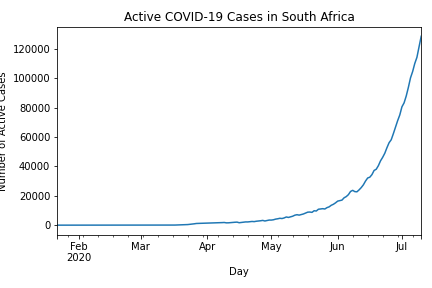 Active COVID-19 Cases in South Africa
120000
100000
80000
60000
40000
20000
0
Number of Active Cases
Feb Mar Apr May Jun Jul
2020
Day